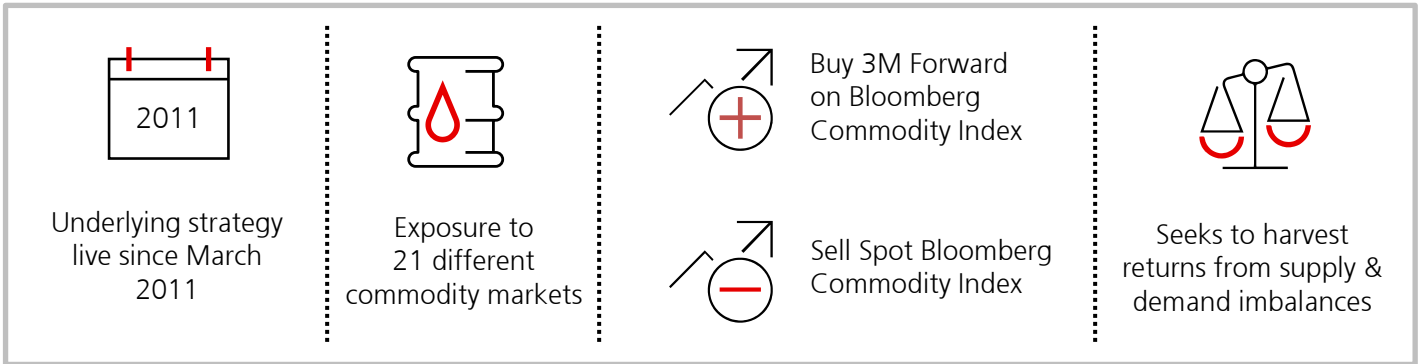 2011
Underlying strategy
live since March
2011
Exposure to
21 different
commodity markets
Buy 3M Forward
on Bloomberg
Commodity Index
Sell Spot Bloomberg
Commodity Index
Seeks to harvest
returns from supply &
demand imbalances